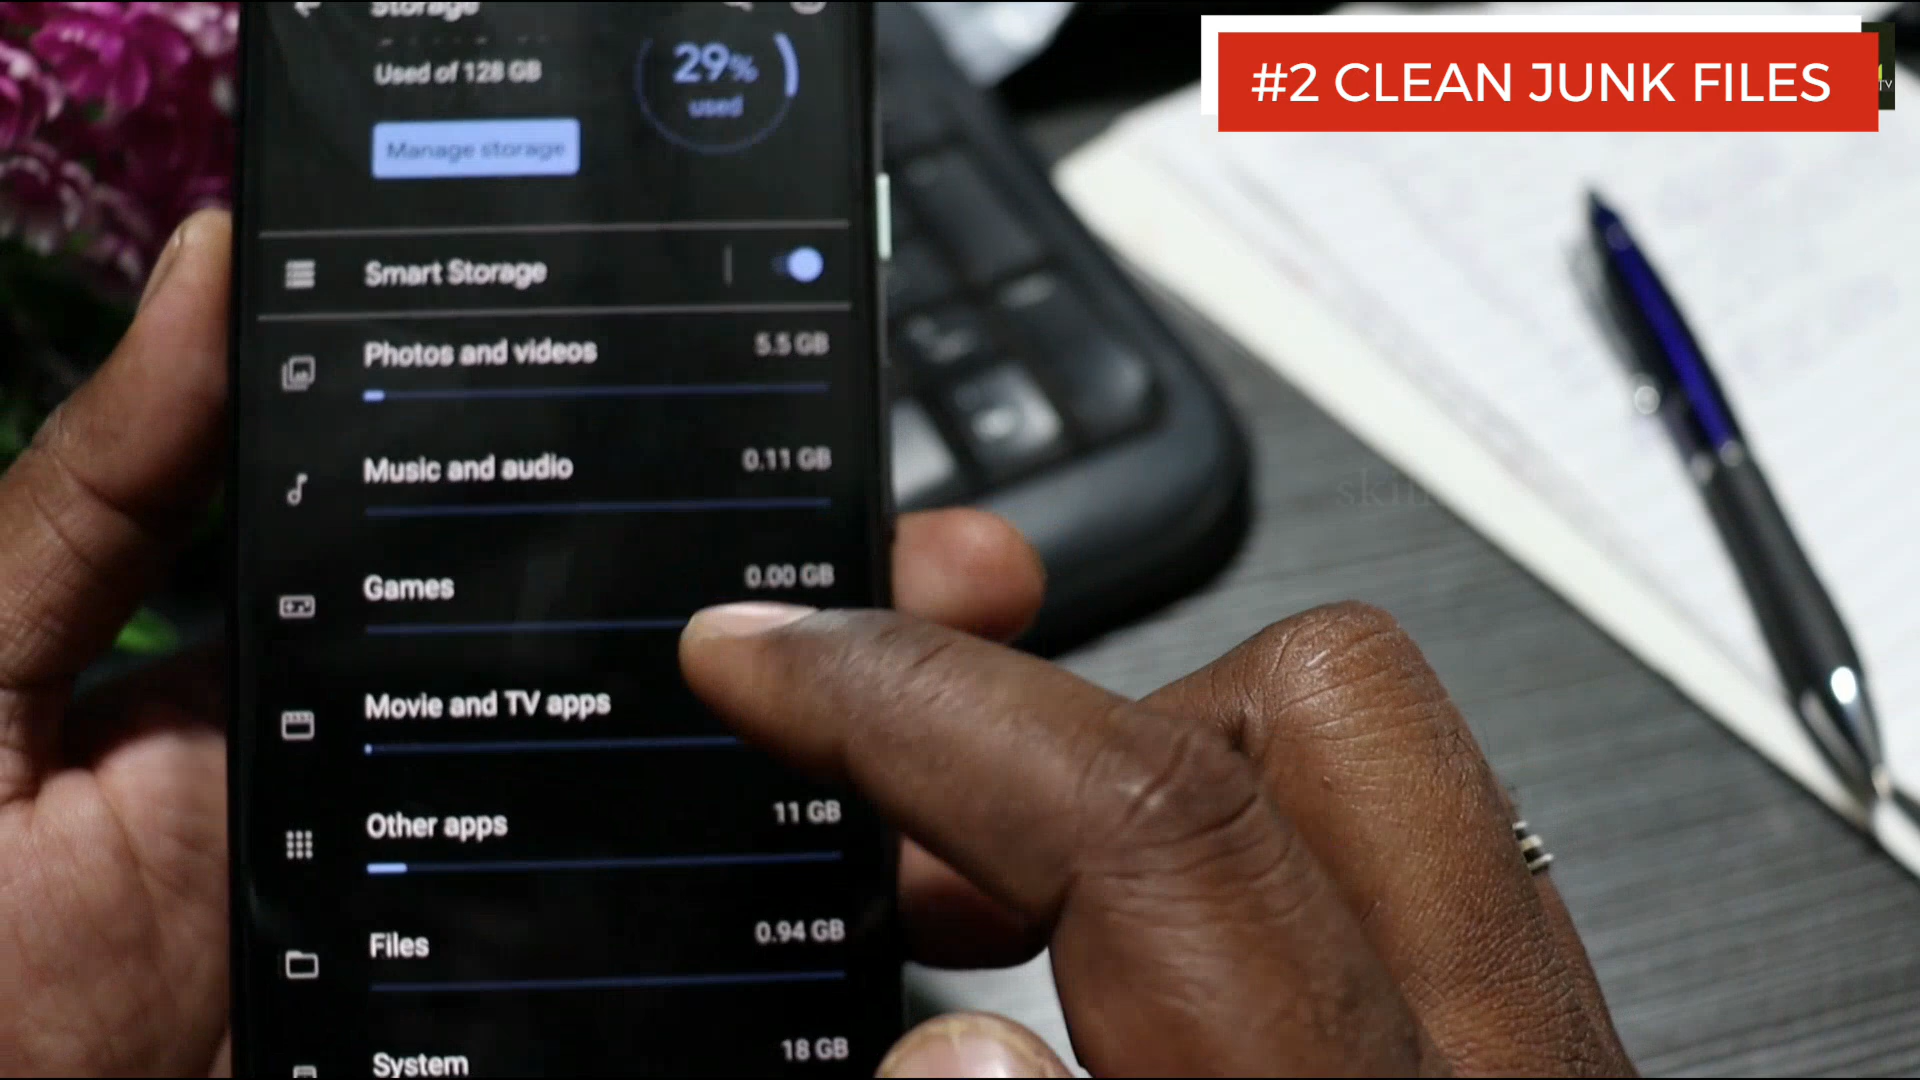 #2 CLEAN JUNK FILES
TV
Storage
Used of 128 GB
29% used
Manage storage
Smart Storage
Photos and videos 5.5 GB
Music and audio 0.11 GB
Games 0.00 GB
Movie and TV apps
Other apps 11 GB
Files 0.94 GB
System 18 GB